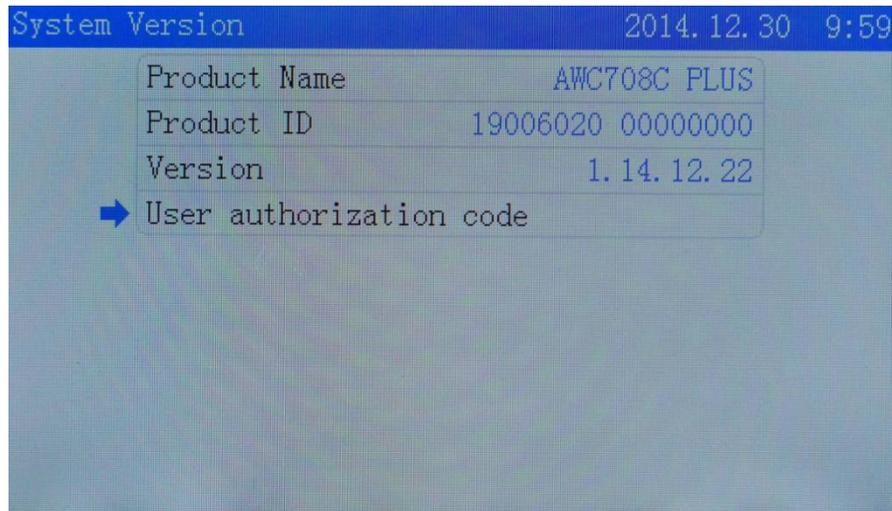 System Version 2014.12.30 9:59
Product Name AWC708C PLUS
Product ID 19006020 00000000
Version 1.14.12.22
User authorization code